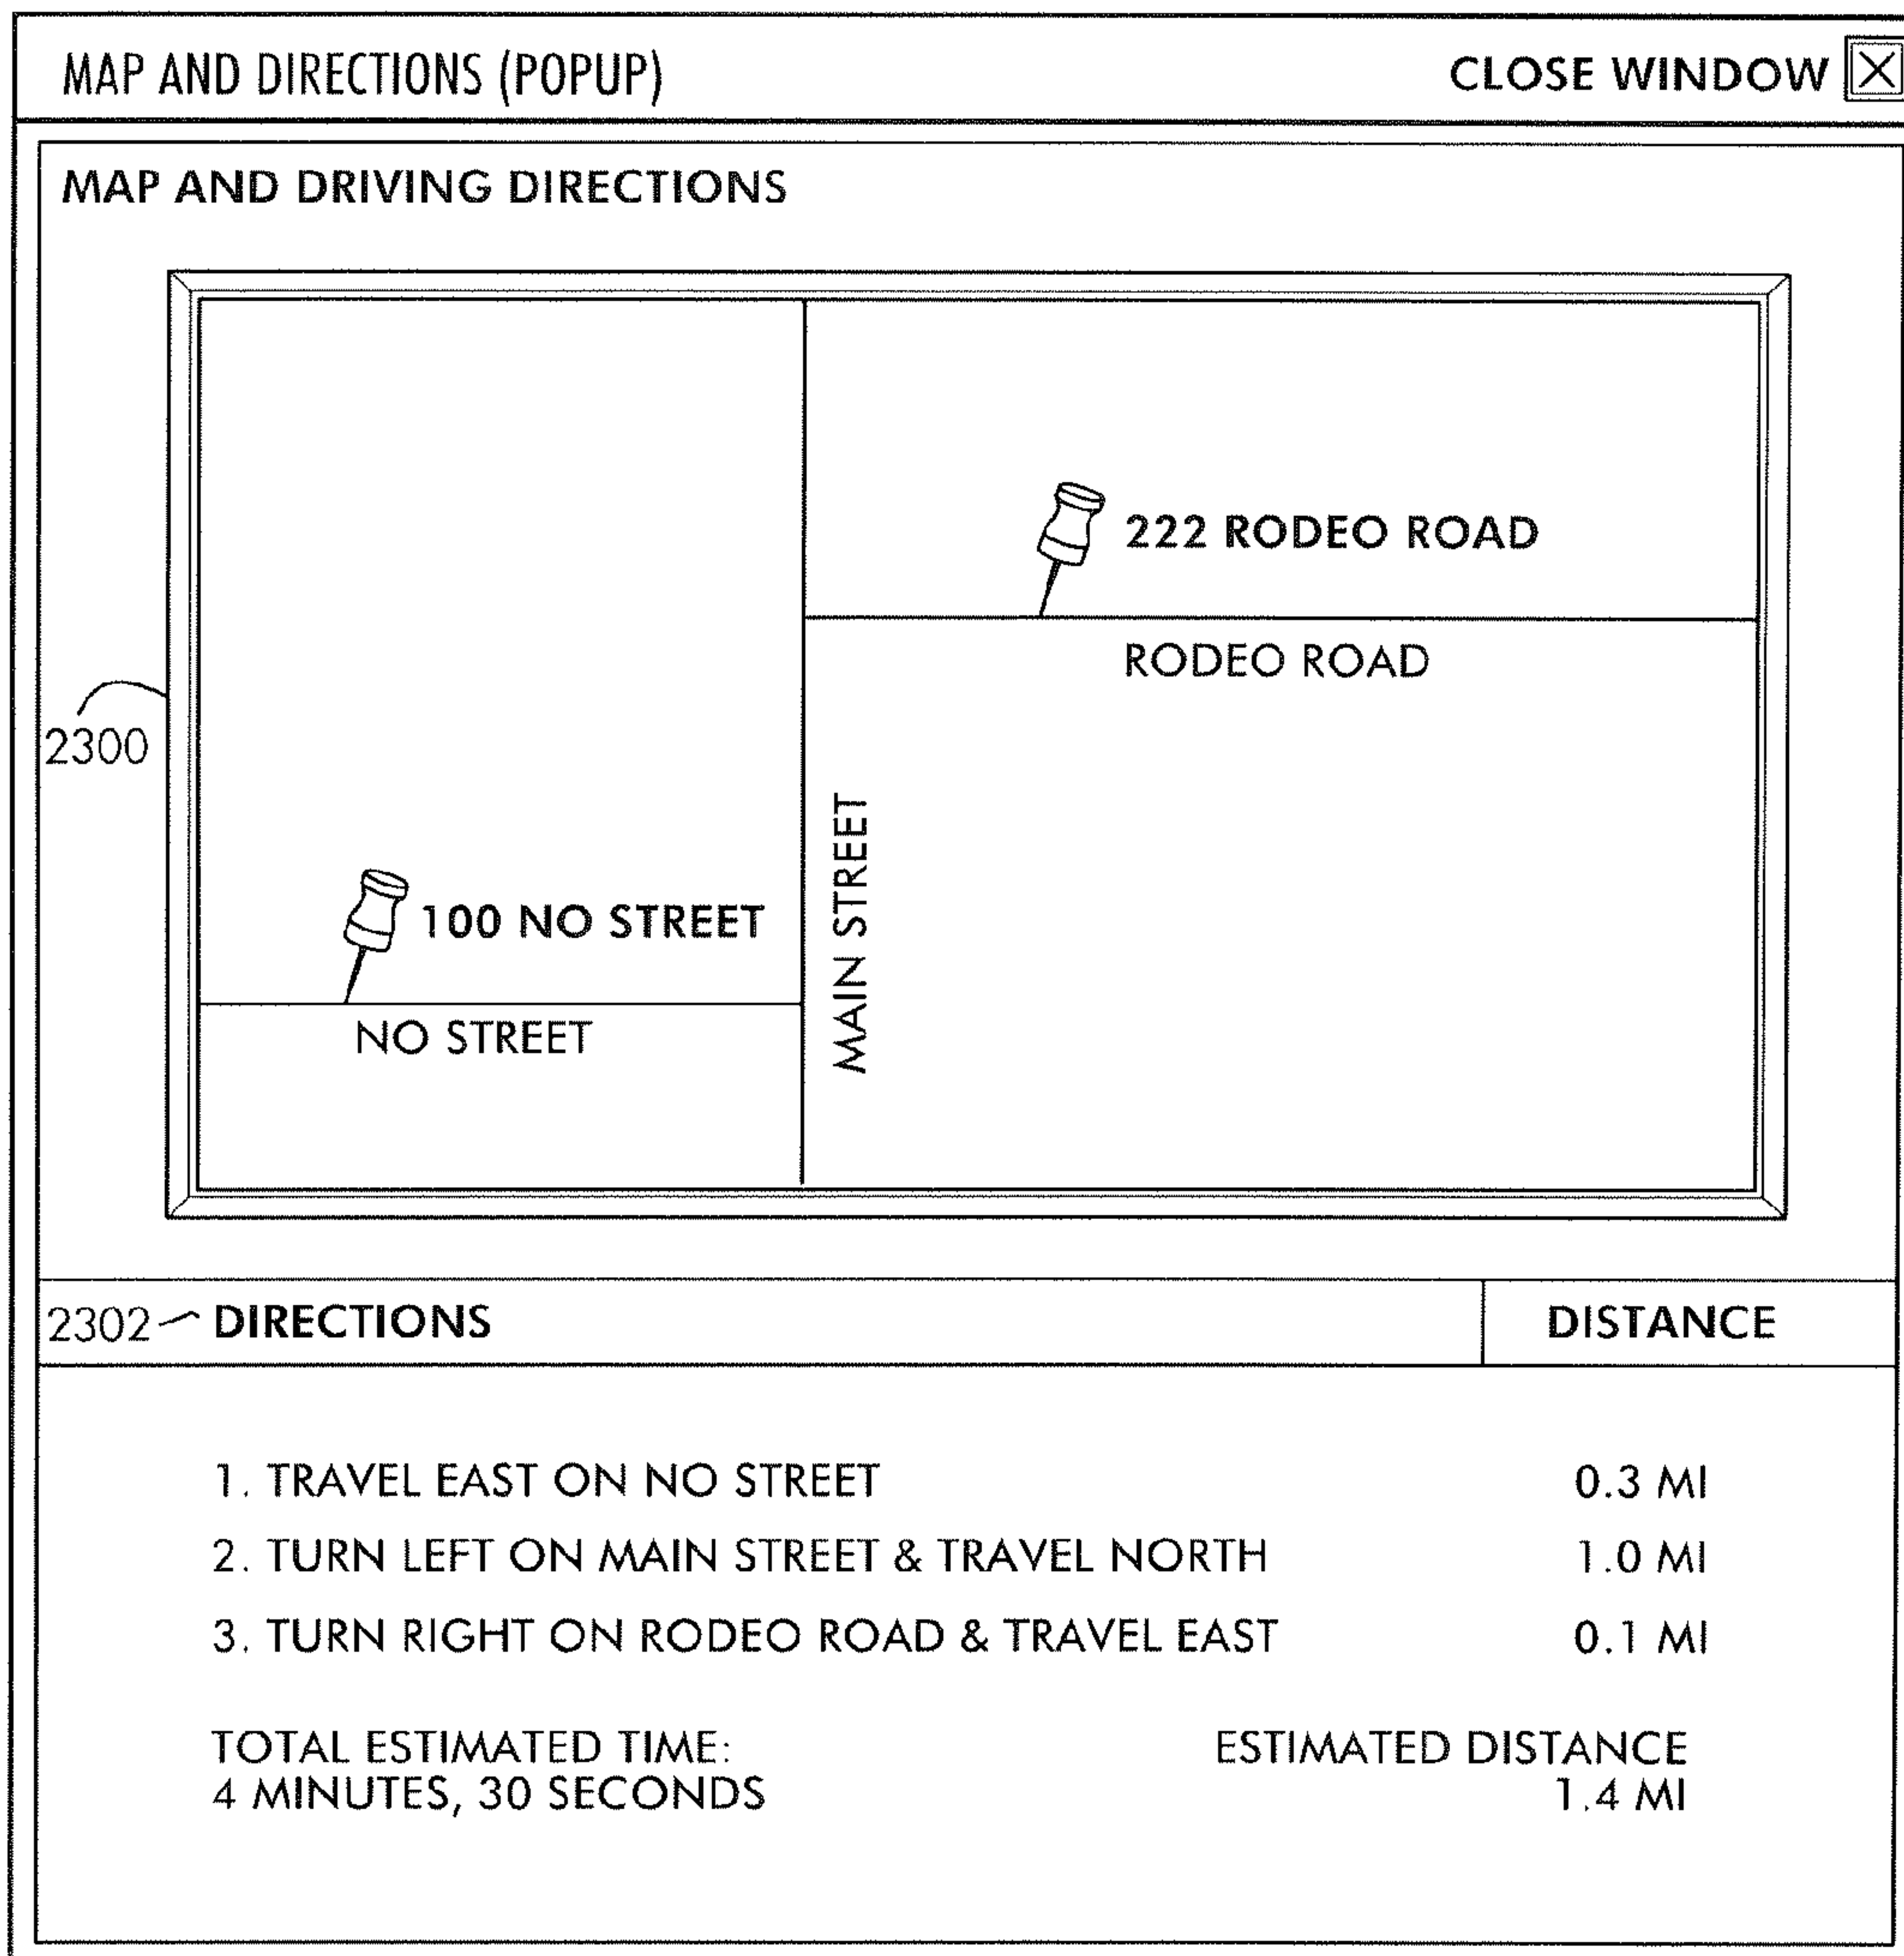 MAP AND DIRECTIONS (POPUP) CLOSE WINDOW
MAP AND DRIVING DIRECTIONS
222 RODEO ROAD
RODEO ROAD
2300
MAIN STREET
100 NO STREET
NO STREET
2302 DIRECTIONS DISTANCE
1. TRAVEL EAST ON NO STREET 0.3 MI
2. TURN LEFT ON MAIN STREET & TRAVEL NORTH 1.0 MI
3. TURN RIGHT ON RODEO ROAD & TRAVEL EAST 0.1 MI
TOTAL ESTIMATED TIME: ESTIMATED DISTANCE
4 MINUTES, 30 SECONDS 1.4 MI